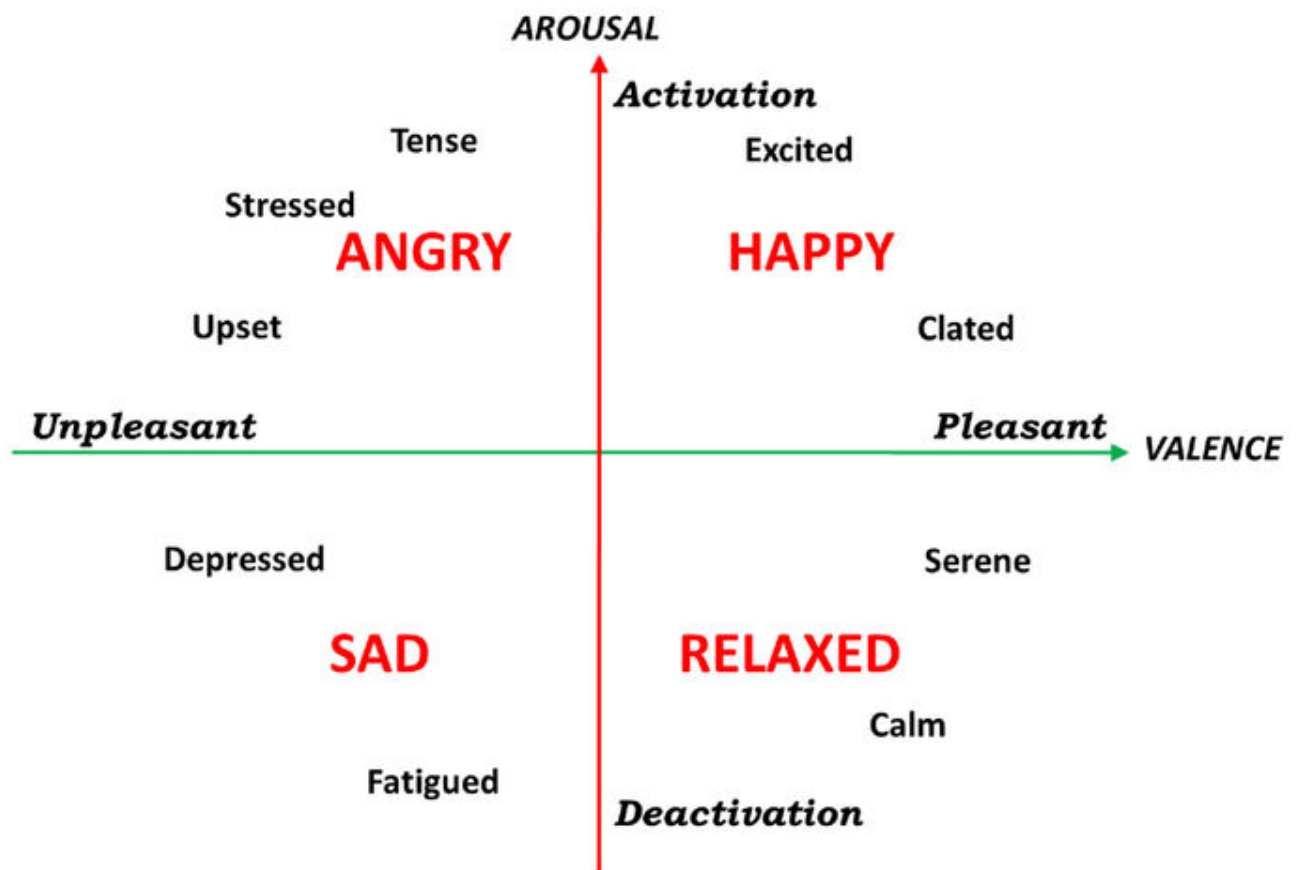 AROUSAL
Activation
Tense
Excited
Stressed
ANGRY
HAPPY
Upset
Clated
Unpleasant
Pleasant
VALENCE
Depressed
Serene
SAD
RELAXED
Calm
Fatigued
Deactivation